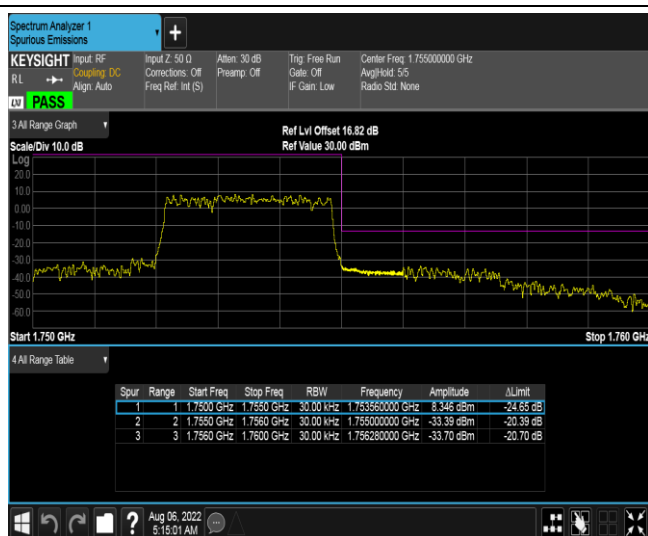 Spectrum Analyzer 1
Spurious Emissions
+
KEYSIGHT Input: RF Input Z: 50 Ω Atten: 30 dB Trig: Free Run Center Freq: 1.755000000 GHz
RL Coupling: DC Corrections: Off Preamp: Off Gate: Off Avg|Hold: 5/5
Align: Auto Freq Ref: Int (S) IF Gain: Low Radio Std: None
LXI PASS
3 All Range Graph
Ref Lvl Offset 16.82 dB
Scale/Div 10.0 dB Ref Value 30.00 dBm
Log
20.0
10.0
0.00
-10.0
-20.0
-30.0
-40.0
-50.0
-60.0
Start 1.750 GHz Stop 1.760 GHz
4 All Range Table
Spur Range Start Freq Stop Freq RBW Frequency Amplitude ΔLimit
1 1 1.7500 GHz 1.7550 GHz 30.00 kHz 1.753560000 GHz 8.346 dBm -24.65 dB
2 2 1.7550 GHz 1.7560 GHz 30.00 kHz 1.755000000 GHz -33.39 dBm -20.39 dB
3 3 1.7560 GHz 1.7600 GHz 30.00 kHz 1.756280000 GHz -33.70 dBm -20.70 dB
? Aug 06, 2022
5:15:01 AM